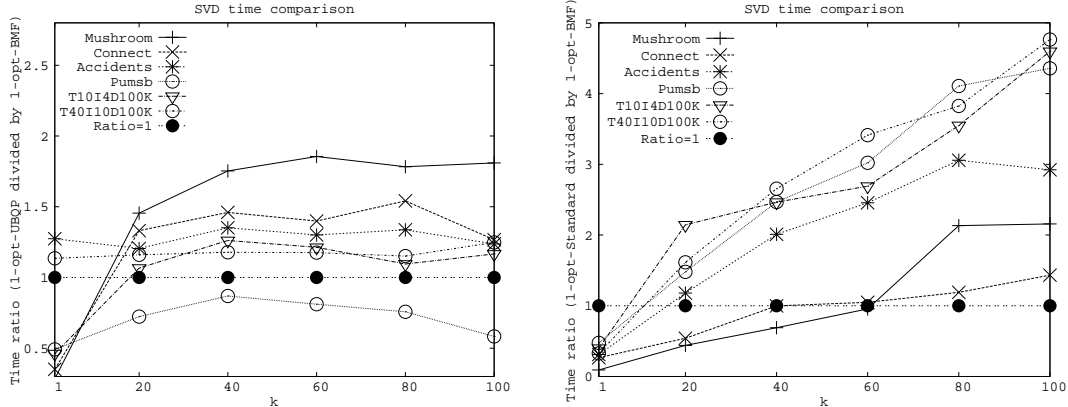 SVD time comparison
Time ratio (1-opt-UBQP divided by 1-opt-BMF)
Mushroom
Connect
Accidents
Pumsb
T10I4D100K
T40I10D100K
Ratio=1
2.5
2
1.5
1
0.5
1 20 40 60 80 100
k
SVD time comparison
Time ratio (1-opt-Standard divided by 1-opt-BMF)
Mushroom
Connect
Accidents
Pumsb
T10I4D100K
T40I10D100K
Ratio=1
5
4
3
2
1
0
1 20 40 60 80 100
k